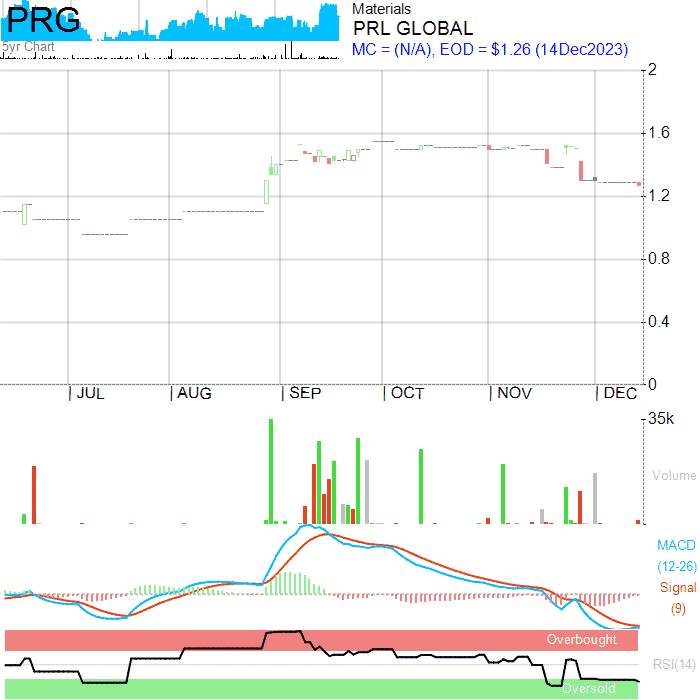 PRG
5yr Chart
Materials
PRL GLOBAL
MC = (N/A), EOD = $1.26 (14Dec2023)
2
1.6
1.2
0.8
0.4
0
JUL
AUG
SEP
OCT
NOV
DEC
35k
Volume
MACD
(12-26)
Signal
(9)
Overbought
RSI(14)
Oversold